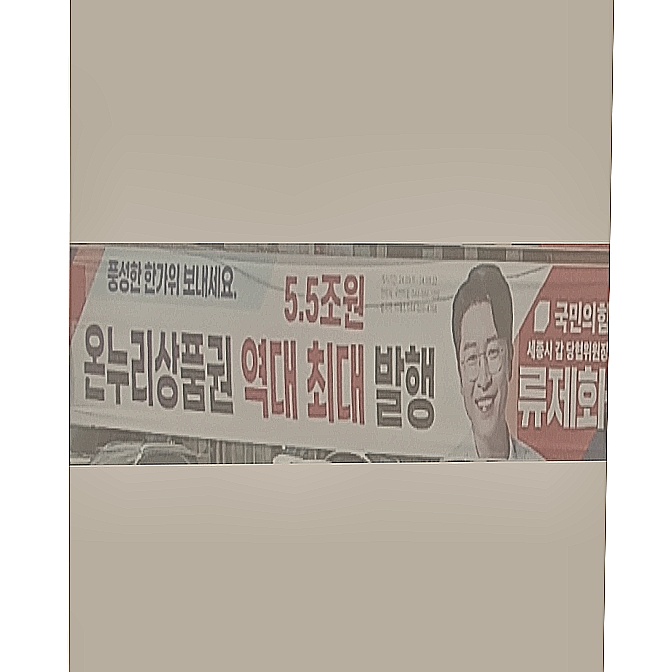 풍성한 한가위 보내세요.
5.5조원
온누리상품권 역대 최대 발행
국민의힘
세종시 갑 당협위원장
류제화